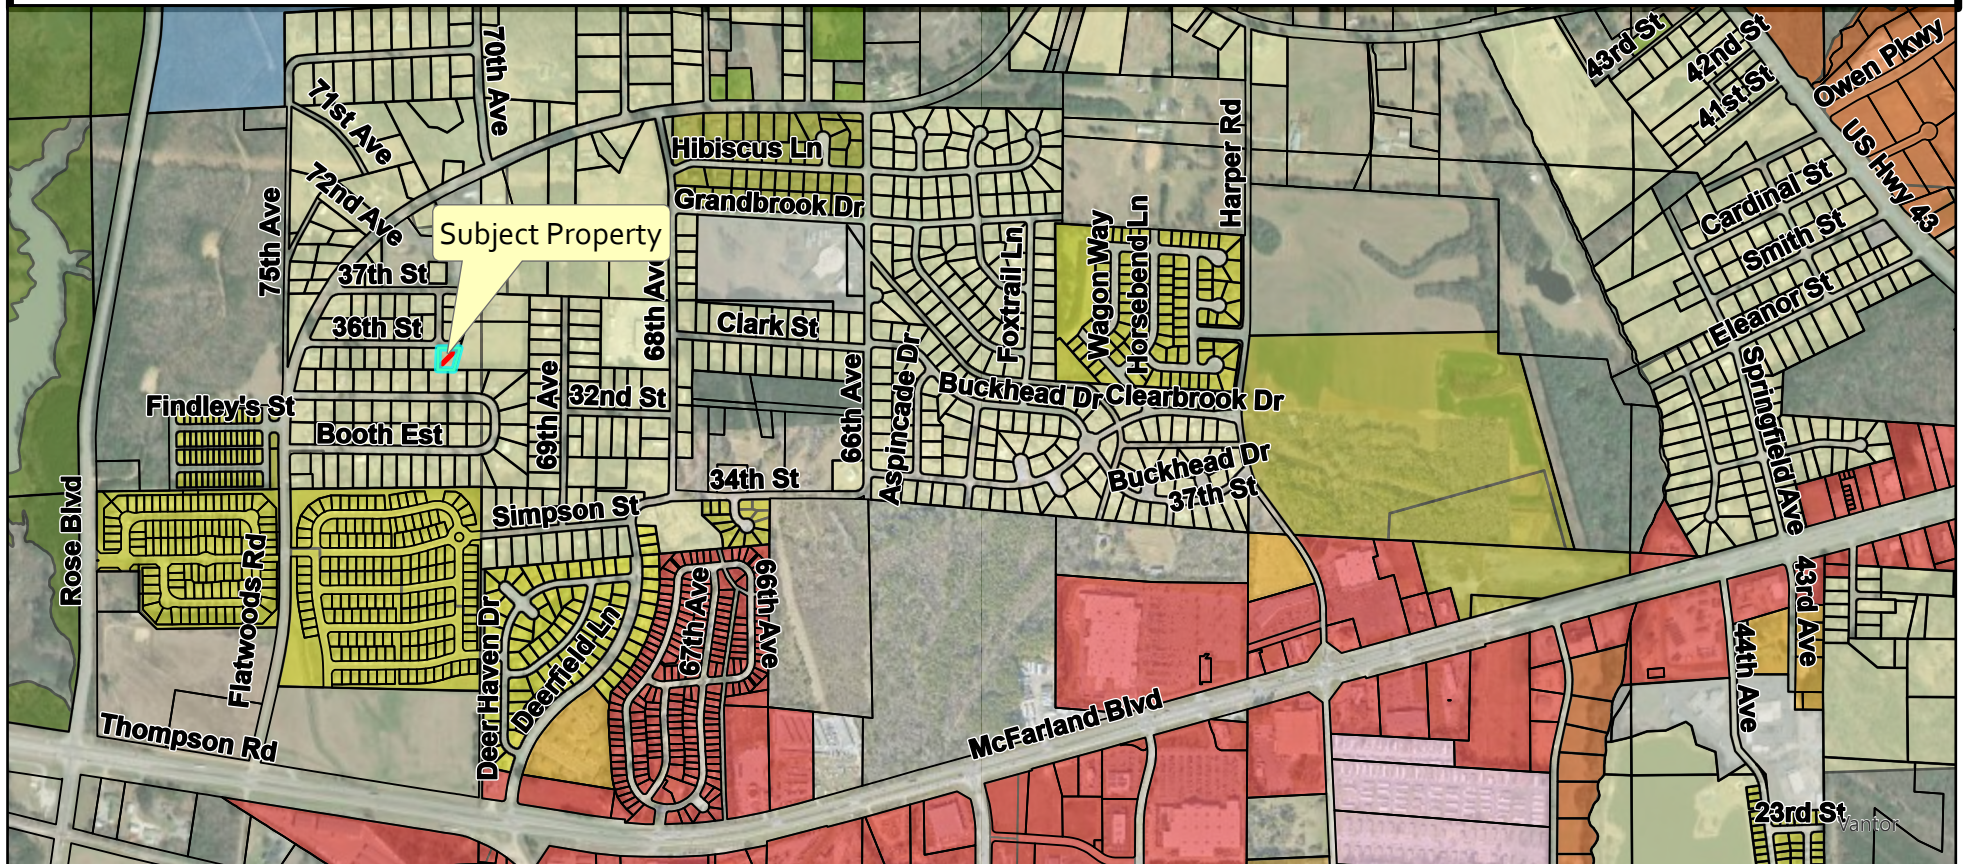 70th Ave
43rd St
42nd St
41st St
Owen Pkwy
71st Ave
Hibiscus Ln
Harper Rd
US Hwy 43
72nd Ave
75th Ave
Grandbrook Dr
Cardinal St
Subject Property
Smith St
37th St
68th Ave
Foxtrail Ln
Wagon Way
Horsebend Ln
Eleanor St
36th St
Clark St
66th Ave
Aspincade Dr
Buckhead Dr
Clearbrook Dr
Springfield Ave
Findley's St
32nd St
69th Ave
Booth Est
Buckhead Dr
34th St
37th St
Simpson St
Rose Blvd
Flatwoods Rd
66th Ave
67th Ave
43rd Ave
44th Ave
Deer Haven Dr
Deerfield Ln
McFarland Blvd
Thompson Rd
23rd St
Vantor